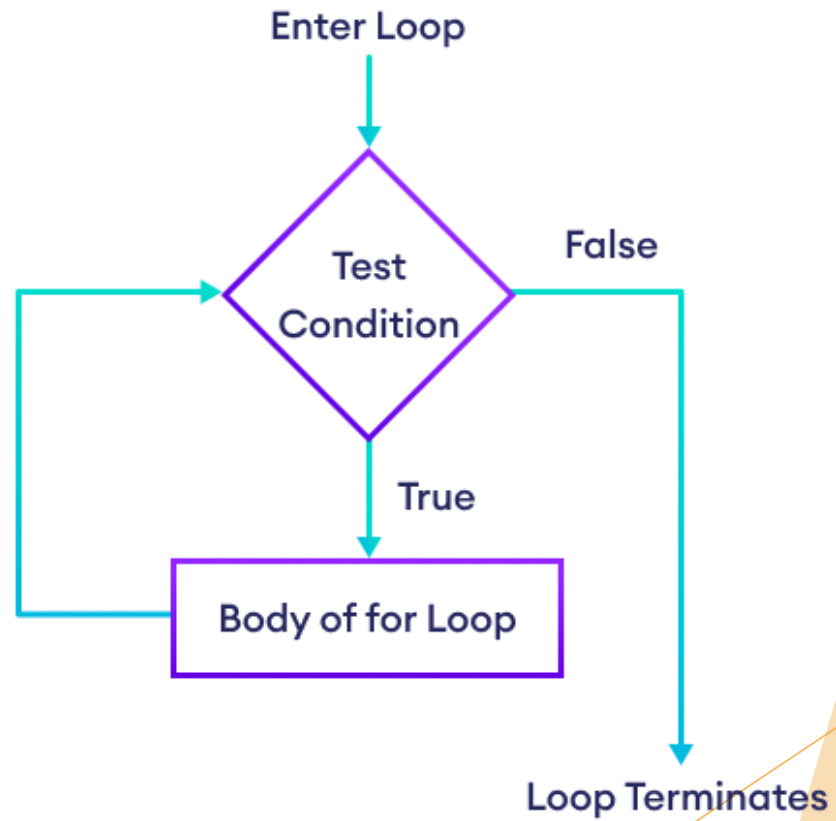 Enter Loop
Test
Condition
False
True
Body of for Loop
Loop Terminates